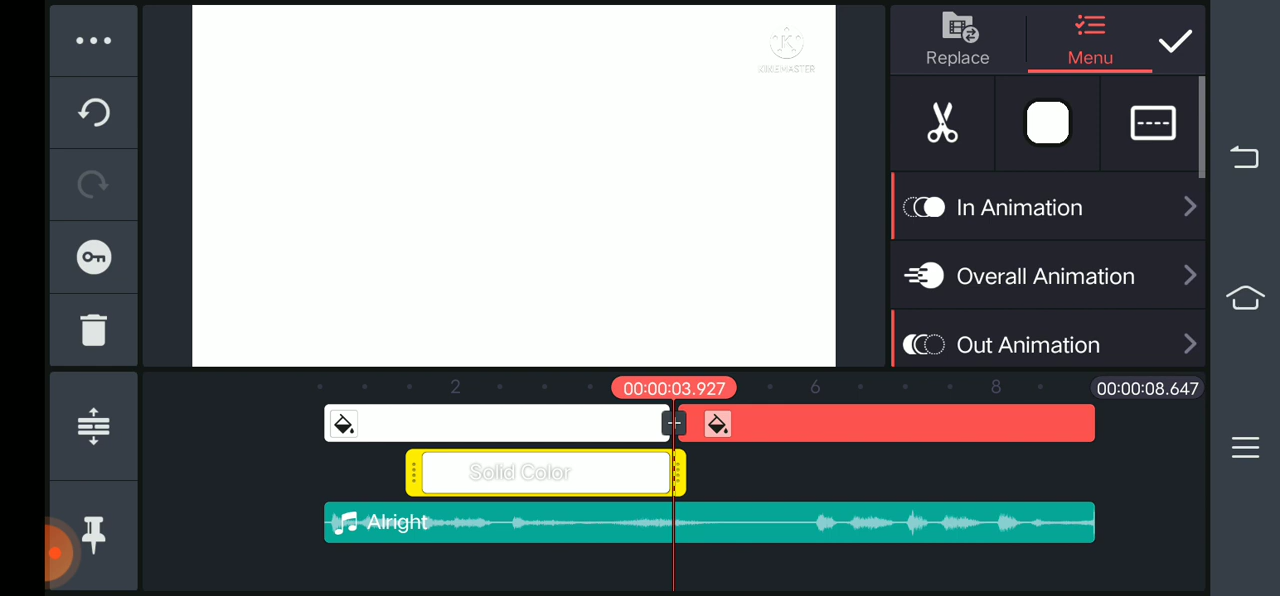 KINEMASTER
Replace
Menu
In Animation
Overall Animation
Out Animation
2
00:00:03.927
6
8
00:00:08.647
Solid Color
Alright